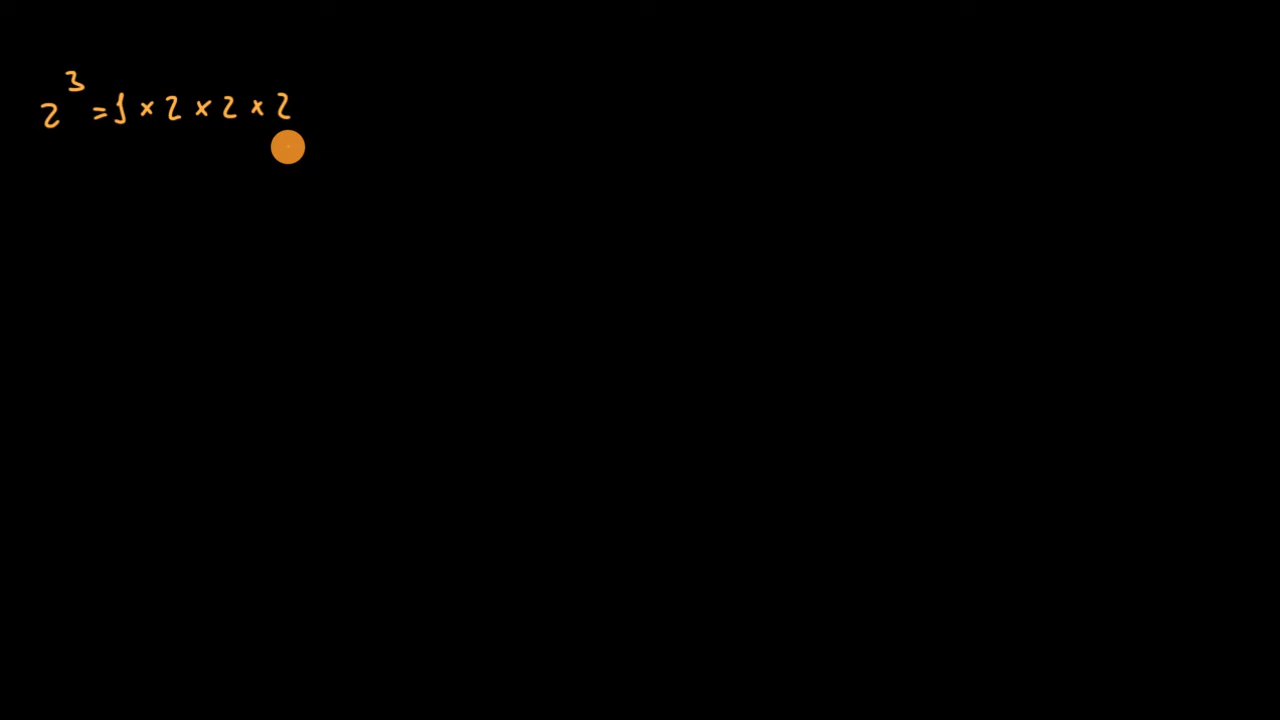 2³ = 1 × 2 × 2 × 2